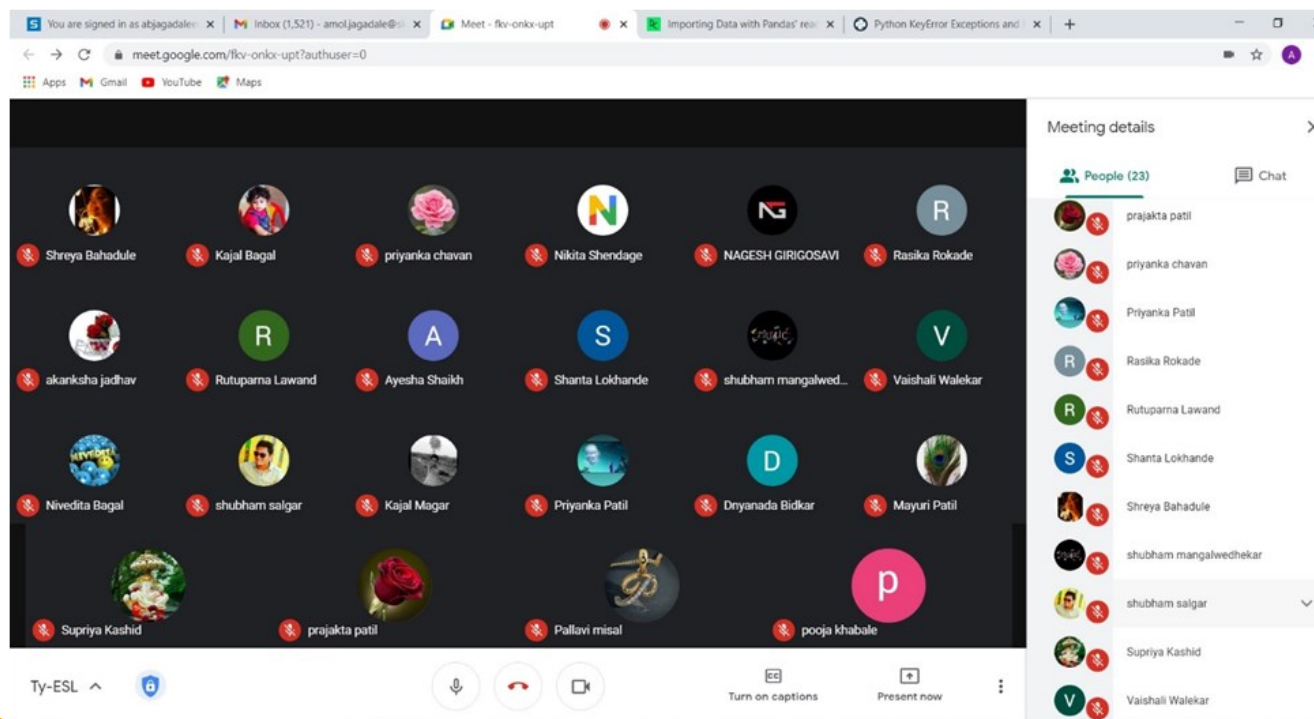 You are signed in as abjagadalee
Inbox (1,521) - amol.jagadale@
Meet - fkv-onkx-upt
Importing Data with Pandas' rea
Python KeyError Exceptions and
meet.google.com/fkv-onkx-upt?authuser=0
A
Apps Gmail YouTube Maps
Meeting details
People (23) Chat
Shreya Bahadule
Kajal Bagal
priyanka chavan
N
Nikita Shendage
NG
NAGESH GIRIGOSAVI
R
Rasika Rokade
akanksha jadhav
R
Rutuparna Lawand
A
Ayesha Shaikh
S
Shanta Lokhande
music
shubham mangalwed...
V
Vaishali Walekar
NIVEDITA
Nivedita Bagal
shubham salgar
Kajal Magar
Priyanka Patil
D
Dnyanada Bidkar
Mayuri Patil
Supriya Kashid
prajakta patil
Pallavi misal
p
pooja khabale
prajakta patil
priyanka chavan
Priyanka Patil
R
Rasika Rokade
R
Rutuparna Lawand
S
Shanta Lokhande
Shreya Bahadule
shubham mangalwedhekar
shubham salgar
Supriya Kashid
V
Vaishali Walekar
Ty-ESL
CC
Turn on captions
Present now